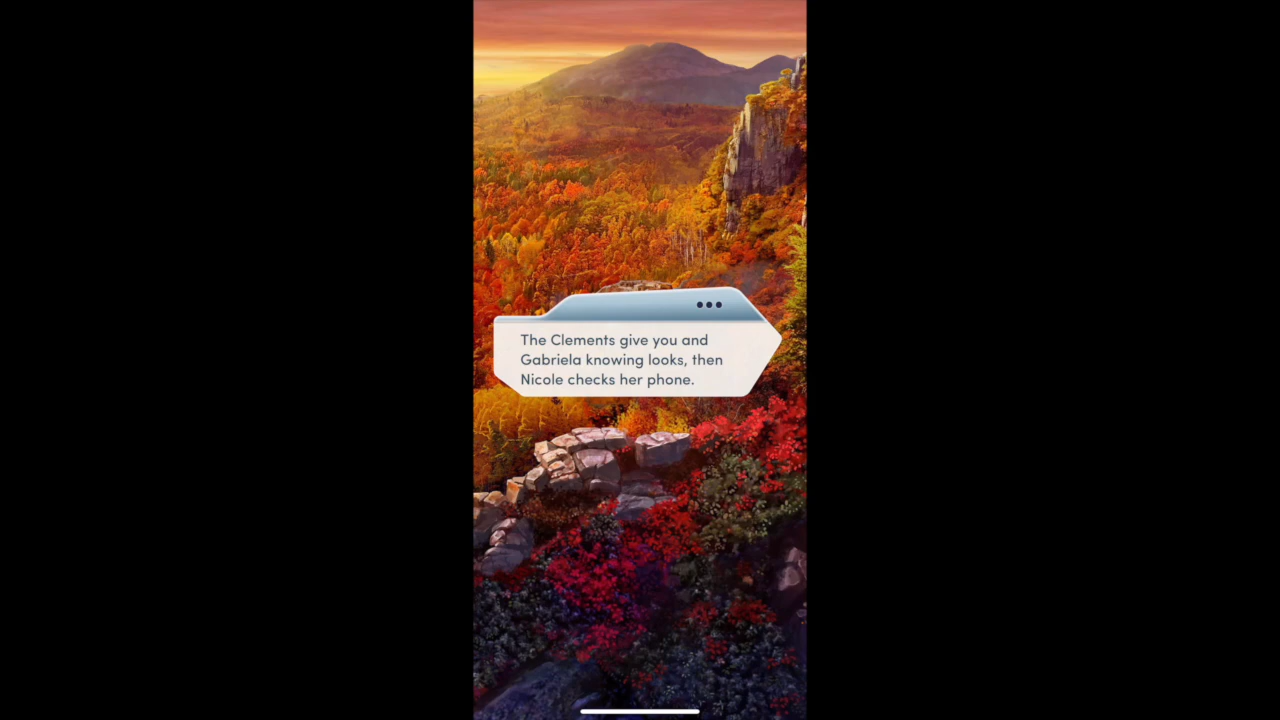 The Clements give you and
Gabriela knowing looks, then
Nicole checks her phone.